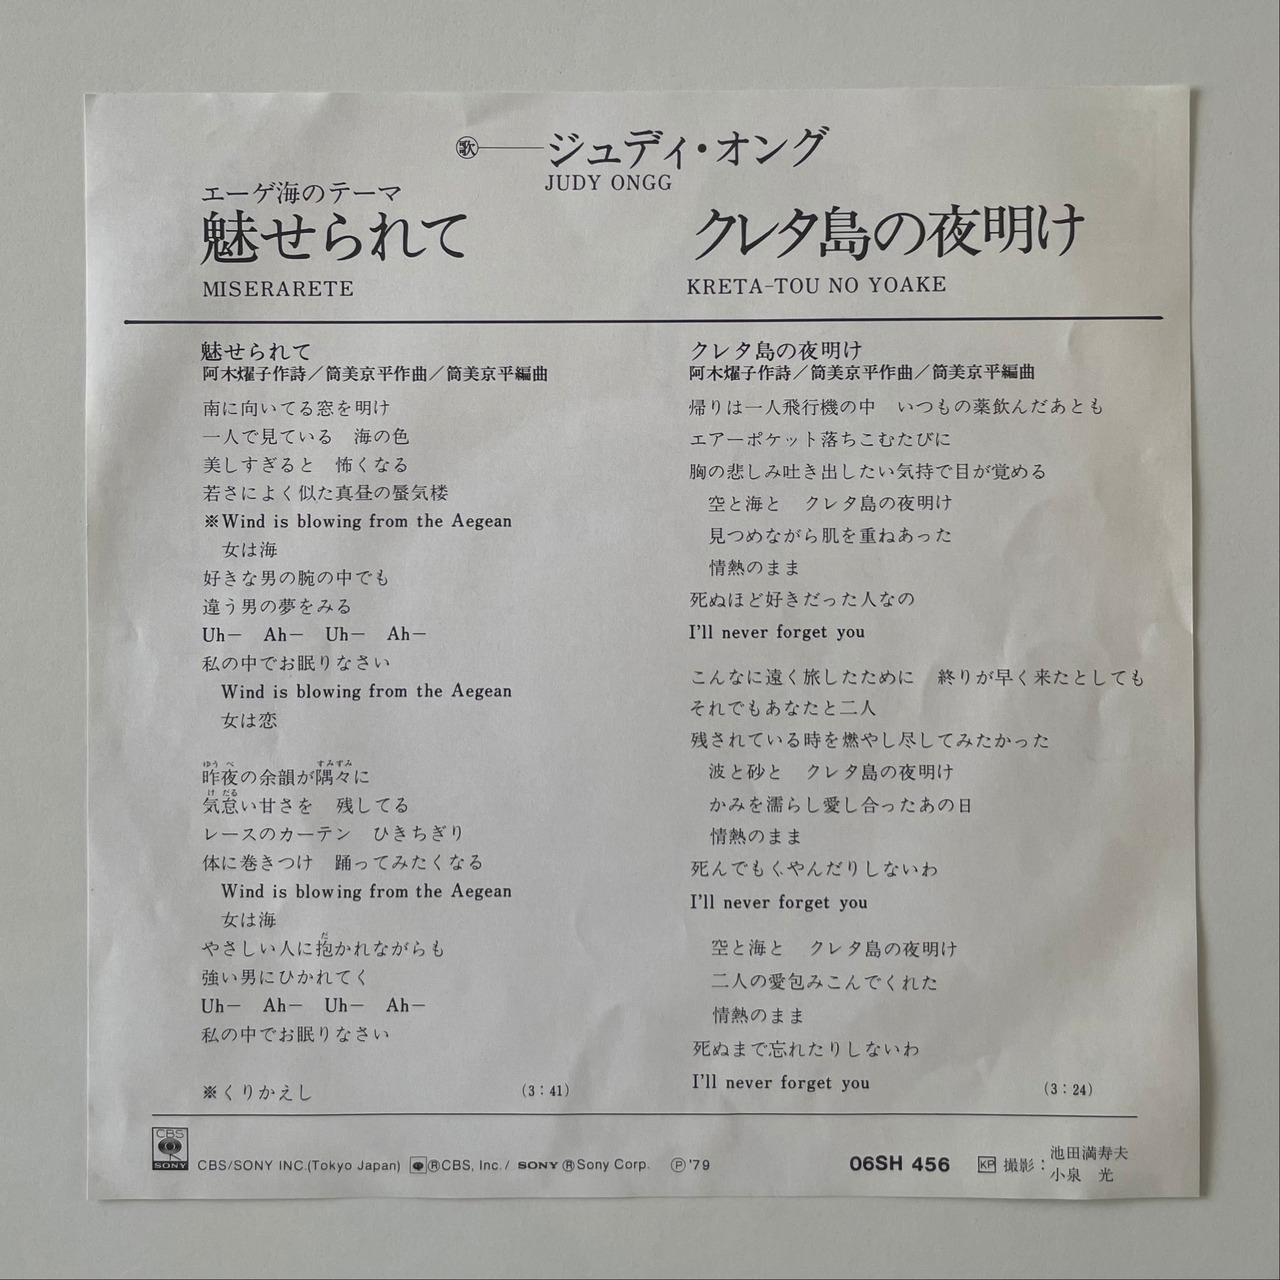 歌 ジュディ・オング
JUDY ONGG
エーゲ海のテーマ
魅せられて
MISERARETE
クレタ島の夜明け
KRETA-TOU NO YOAKE
魅せられて
阿木燿子作詩／筒美京平作曲／筒美京平編曲
南に向いてる窓を明け
一人で見ている　海の色
美しすぎると　怖くなる
若さによく似た真昼の蜃気楼
※Wind is blowing from the Aegean
女は海
好きな男の腕の中でも
違う男の夢をみる
Uh－　Ah－　Uh－　Ah－
私の中でお眠りなさい
Wind is blowing from the Aegean
女は恋
ゆうべ　すみずみ
昨夜の余韻が隅々に
けだる
気怠い甘さを　残してる
レースのカーテン　ひきちぎり
体に巻きつけ　踊ってみたくなる
Wind is blowing from the Aegean
女は海
だ
やさしい人に抱かれながらも
強い男にひかれてく
Uh－　Ah－　Uh－　Ah－
私の中でお眠りなさい
※くりかえし　(3：41)
クレタ島の夜明け
阿木燿子作詩／筒美京平作曲／筒美京平編曲
帰りは一人飛行機の中　いつもの薬飲んだあとも
エアーポケット落ちこむたびに
胸の悲しみ吐き出したい気持で目が覚める
空と海と　クレタ島の夜明け
見つめながら肌を重ねあった
情熱のまま
死ぬほど好きだった人なの
I'll never forget you
こんなに遠く旅したために　終りが早く来たとしても
それでもあなたと二人
残されている時を燃やし尽してみたかった
波と砂と　クレタ島の夜明け
かみを濡らし愛し合ったあの日
情熱のまま
死んでもくやんだりしないわ
I'll never forget you
空と海と　クレタ島の夜明け
二人の愛包みこんでくれた
情熱のまま
死ぬまで忘れたりしないわ
I'll never forget you　(3：24)
CBS
SONY
CBS/SONY INC.(Tokyo Japan) ®CBS, Inc./ SONY ®Sony Corp. ℗'79
06SH 456
KP 撮影：池田満寿夫
小泉　光